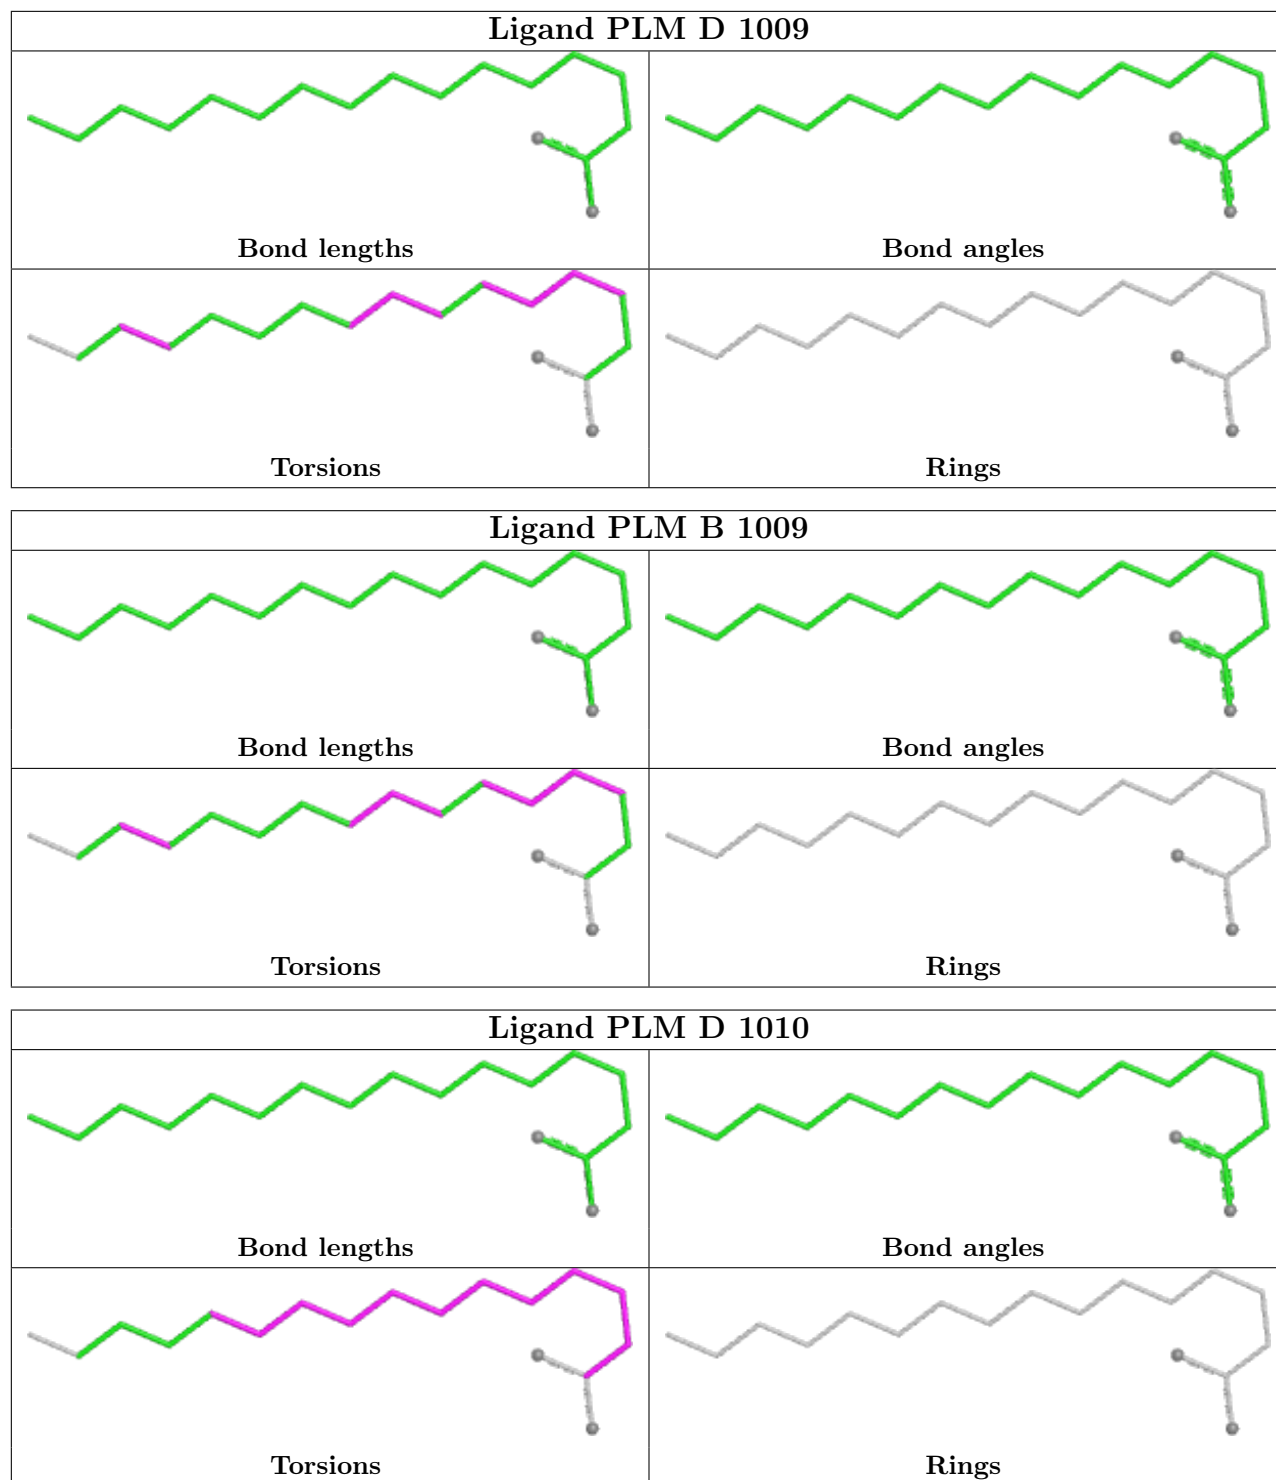 Ligand PLM D 1009
Bond lengths
Bond angles
Torsions
Rings
Ligand PLM B 1009
Bond lengths
Bond angles
Torsions
Rings
Ligand PLM D 1010
Bond lengths
Bond angles
Torsions
Rings